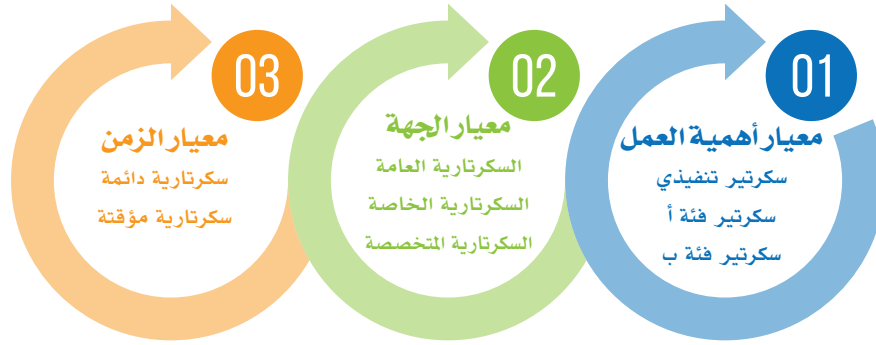 01
معيار أهمية العمل
سكرتير تنفيذي
سكرتير فئة أ
سكرتير فئة ب
02
معيار الجهة
السكرتارية العامة
السكرتارية الخاصة
السكرتارية المتخصصة
03
معيار الزمن
سكرتارية دائمة
سكرتارية مؤقتة